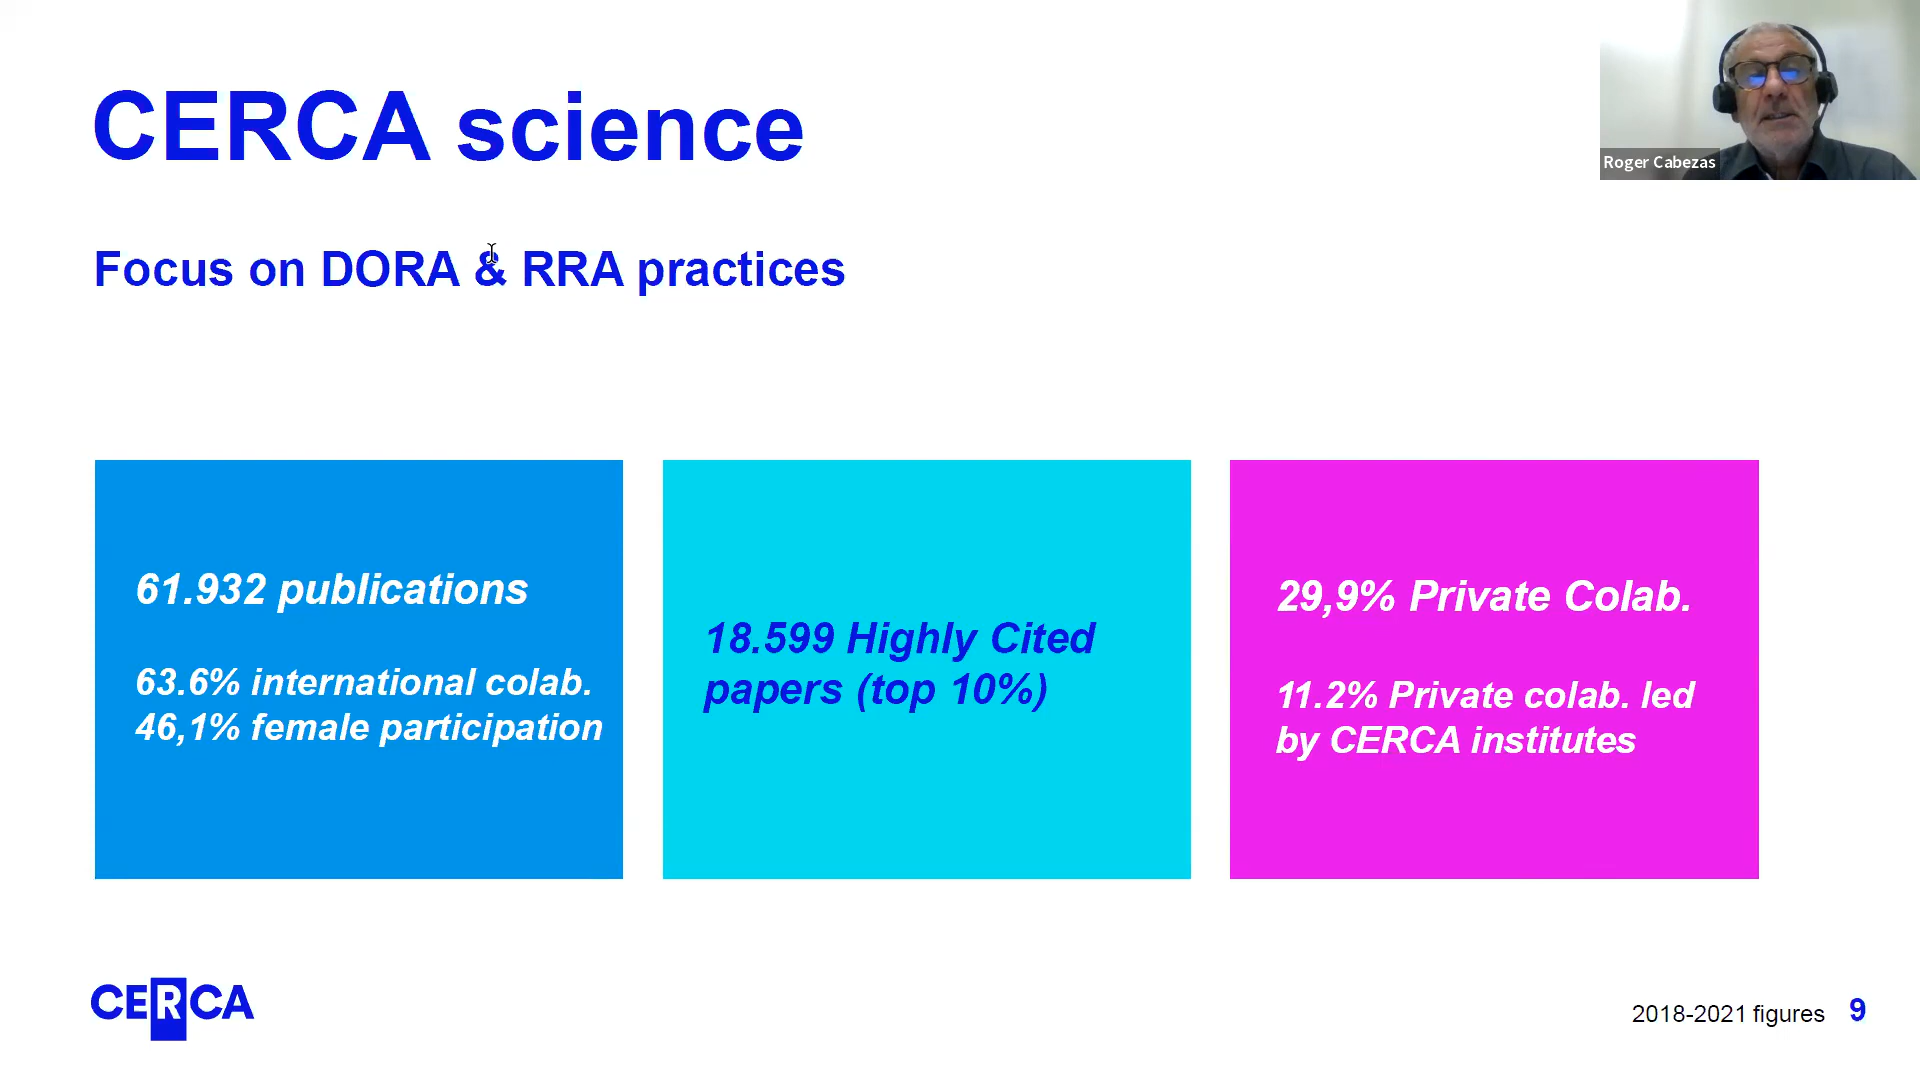 CERCA science
Roger Cabezas
Focus on DORA & RRA practices
61.932 publications
63.6% international colab.
46,1% female participation
18.599 Highly Cited
papers (top 10%)
29,9% Private Colab.
11.2% Private colab. led
by CERCA institutes
CERCA
2018-2021 figures
9